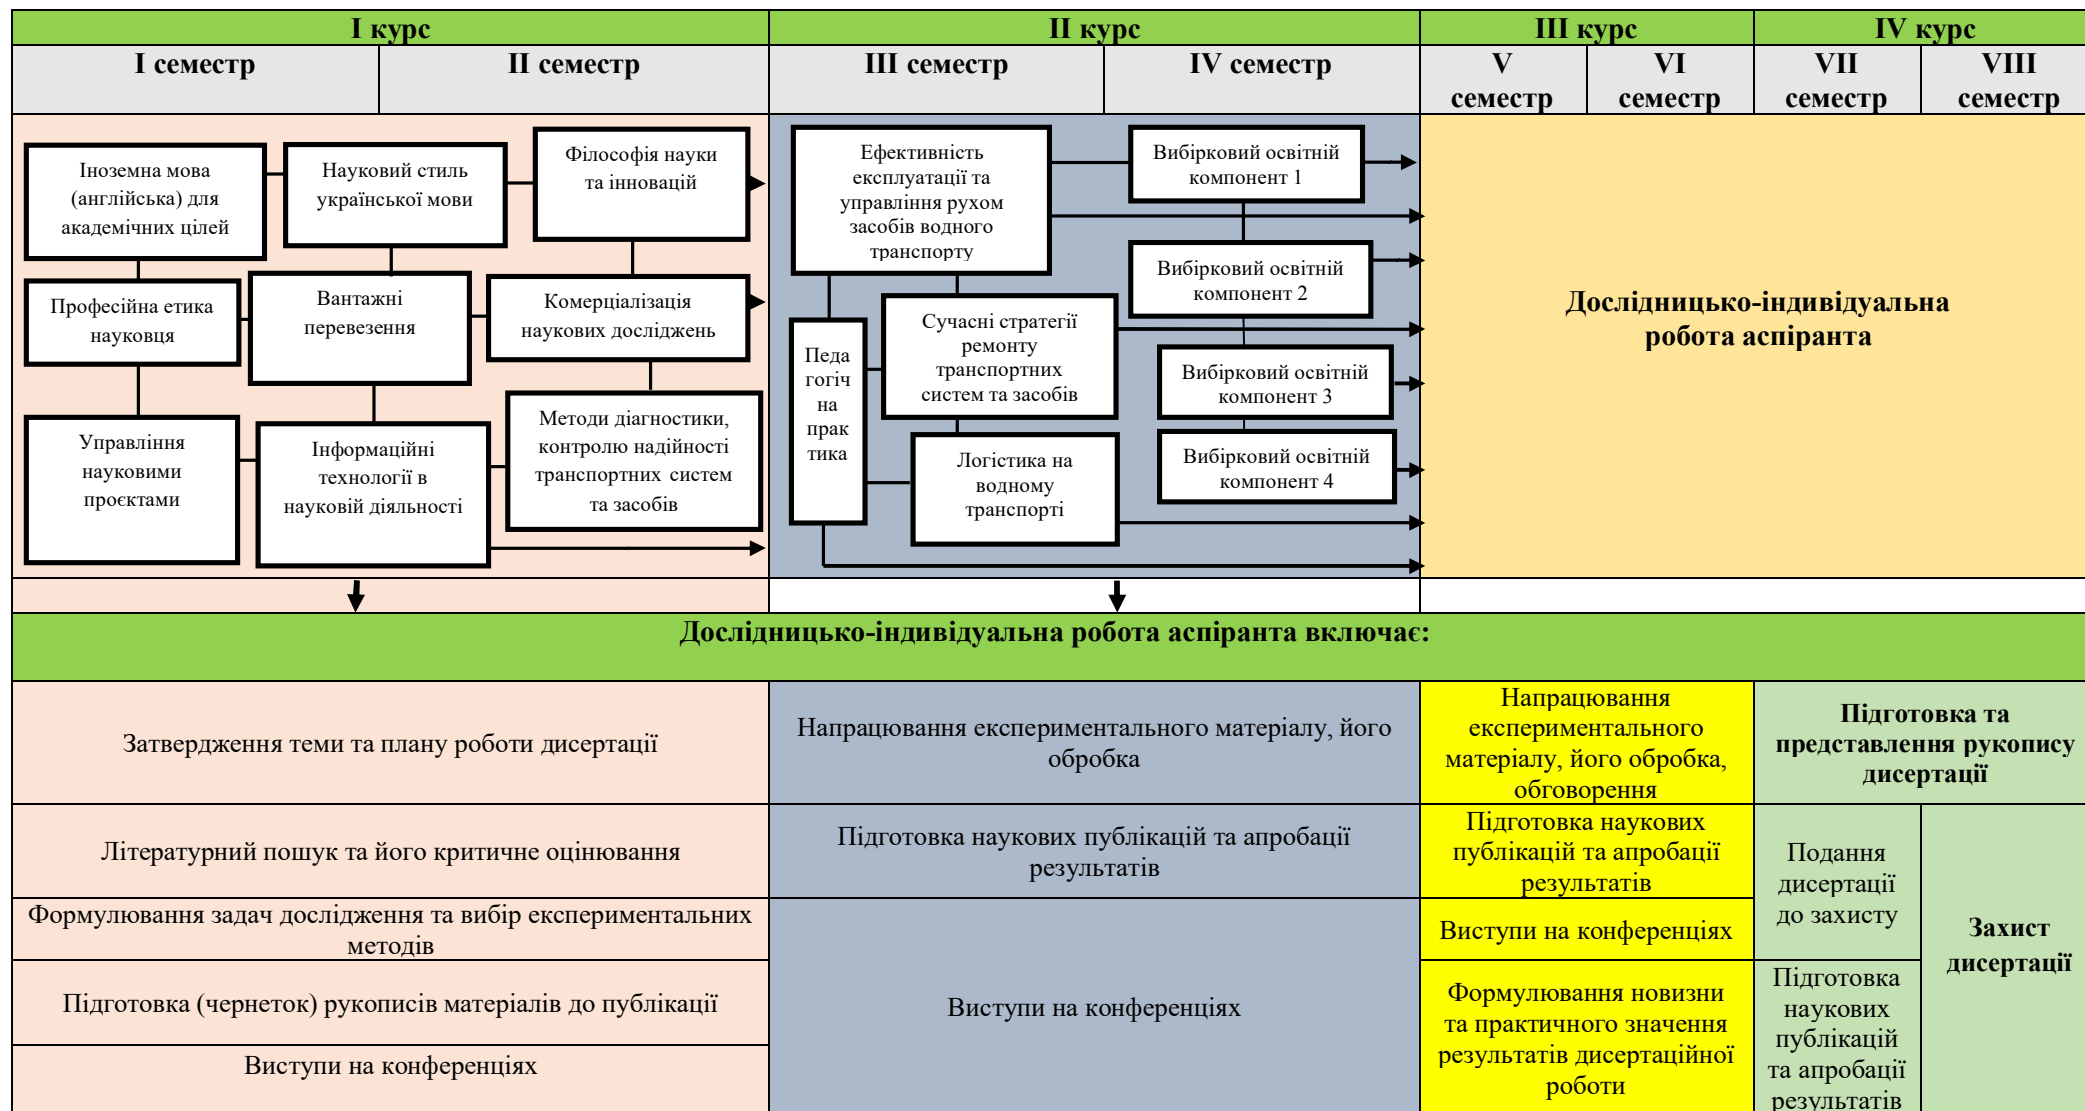 I курс
II курс
III курс
IV курс
I семестр
II семестр
III семестр
IV семестр
V
семестр
VI
семестр
VII
семестр
VIII
семестр
Іноземна мова
(англійська) для
академічних цілей
Науковий стиль
української мови
Філософія науки
та інновацій
Професійна етика
науковця
Вантажні
перевезення
Комерціалізація
наукових досліджень
Управління
науковими
проєктами
Інформаційні
технології в
науковій діяльності
Методи діагностики,
контролю надійності
транспортних систем
та засобів
Ефективність
експлуатації та
управління рухом
засобів водного
транспорту
Педа
гогіч
на
прак
тика
Сучасні стратегії
ремонту
транспортних
систем та засобів
Логістика на
водному
транспорті
Вибірковий освітній
компонент 1
Вибірковий освітній
компонент 2
Вибірковий освітній
компонент 3
Вибірковий освітній
компонент 4
Дослідницько-індивідуальна
робота аспіранта
Дослідницько-індивідуальна робота аспіранта включає:
Затвердження теми та плану роботи дисертації
Напрацювання експериментального матеріалу, його
обробка
Напрацювання
експериментального
матеріалу, його обробка,
обговорення
Підготовка та
представлення рукопису
дисертації
Літературний пошук та його критичне оцінювання
Підготовка наукових публікацій та апробації
результатів
Підготовка наукових
публікацій та апробації
результатів
Подання
дисертації
до захисту
Захист
дисертації
Формулювання задач дослідження та вибір експериментальних
методів
Виступи на конференціях
Виступи на конференціях
Підготовка (чернеток) рукописів матеріалів до публікації
Формулювання новизни
та практичного значення
результатів дисертаційної
роботи
Підготовка
наукових
публікацій
та апробації
результатів
Виступи на конференціях